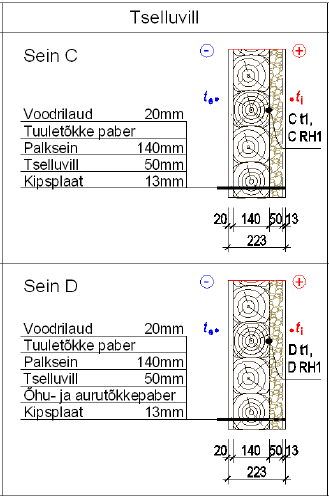 Tselluvill
Sein C
- +
te ti
Voodrilaud 20mm
Tuuletõkke paber
Palksein 140mm
Tselluvill 50mm
Kipsplaat 13mm
C t1,
C RH1
20 140 50 13
223
Sein D
- +
te ti
Voodrilaud 20mm
Tuuletõkke paber
Palksein 140mm
Tselluvill 50mm
Õhu- ja aurutõkkepaber
Kipsplaat 13mm
D t1,
D RH1
20 140 50 13
223